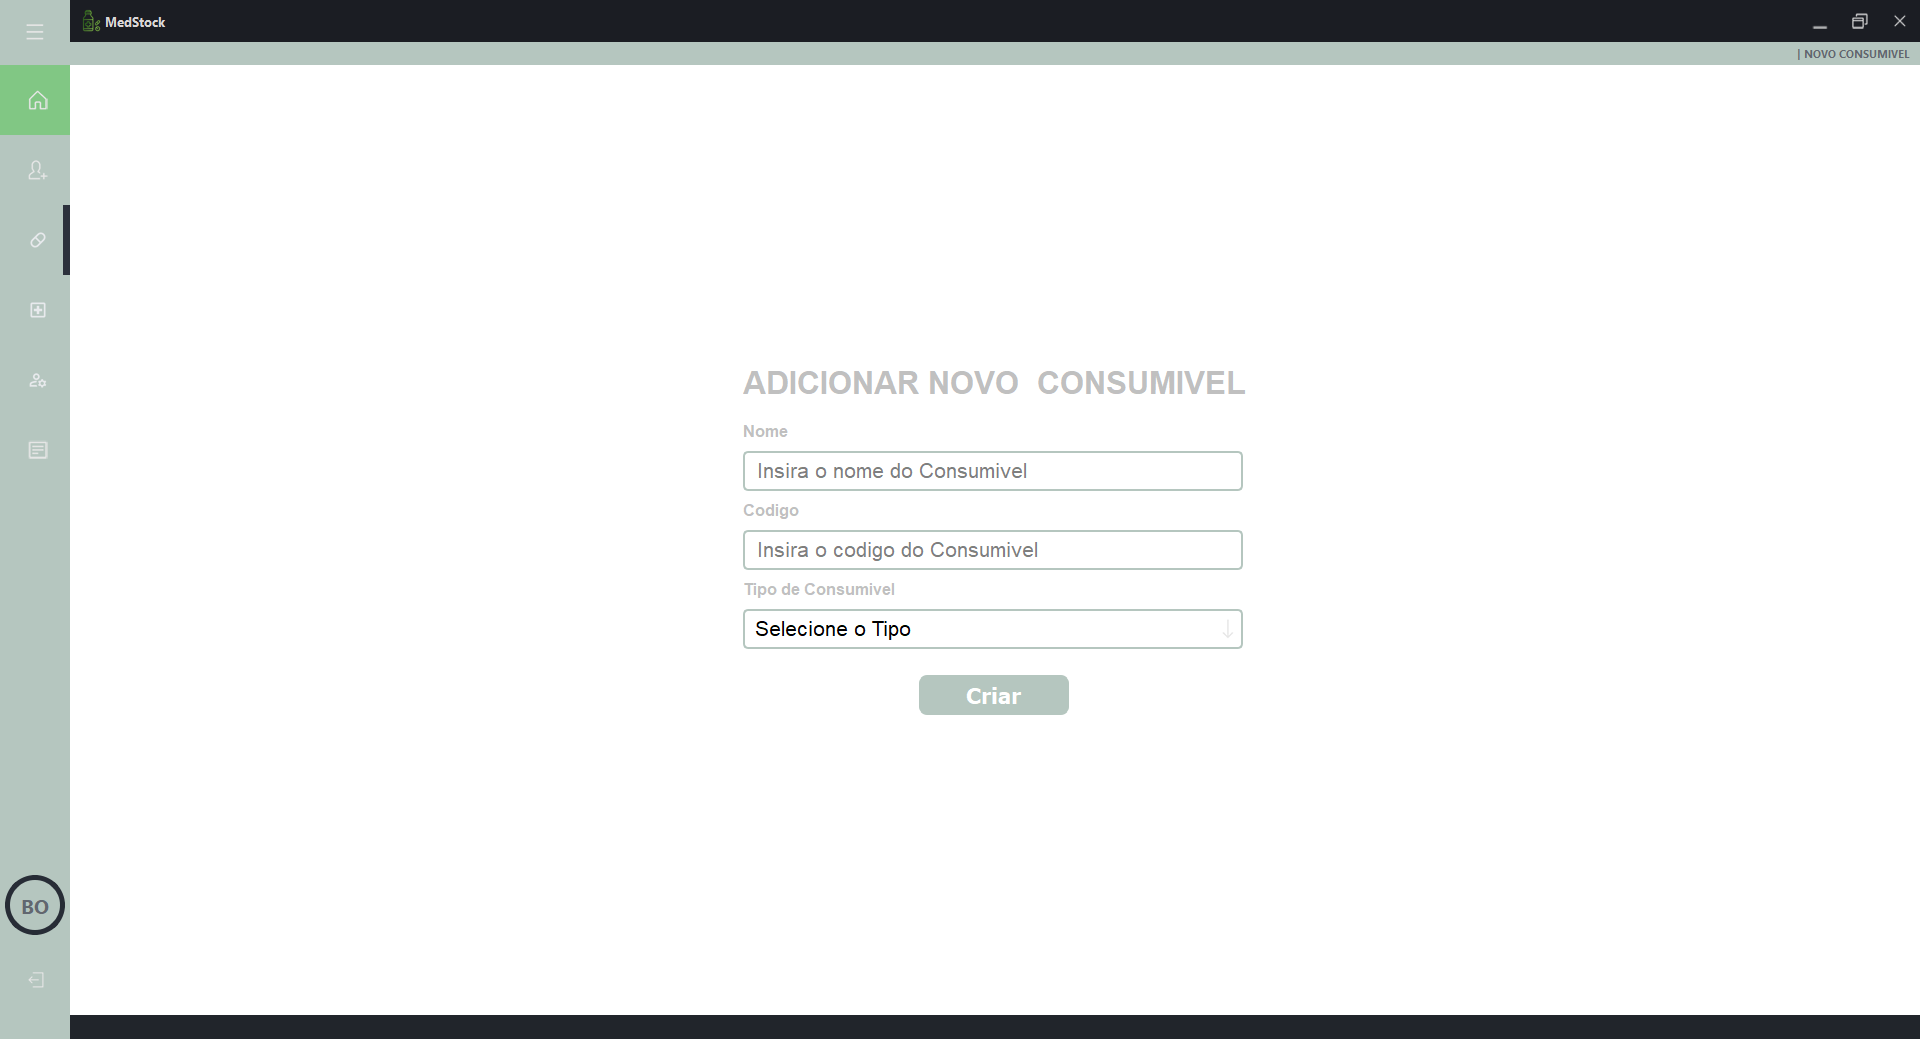 MedStock
| NOVO CONSUMIVEL
ADICIONAR NOVO  CONSUMIVEL
Nome
Insira o nome do Consumivel
Codigo
Insira o codigo do Consumivel
Tipo de Consumivel
Selecione o Tipo
Criar
BO